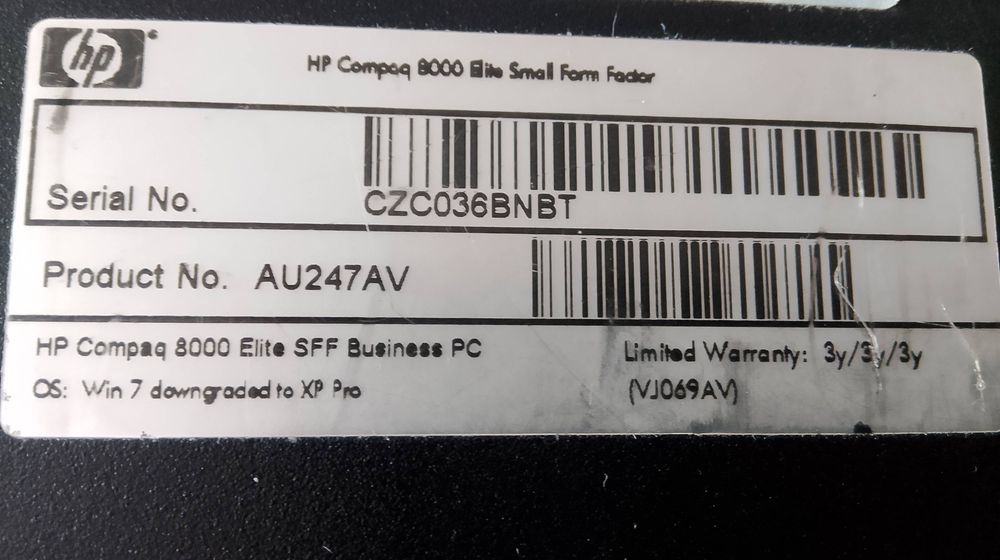 hp
HP Compaq 8000 Elite Small Form Factor
Serial No.
CZC036BNBT
Product No. AU247AV
HP Compaq 8000 Elite SFF Business PC
Limited Warranty: 3y/3y/3y
OS: Win 7 downgraded to XP Pro
(VJ069AV)